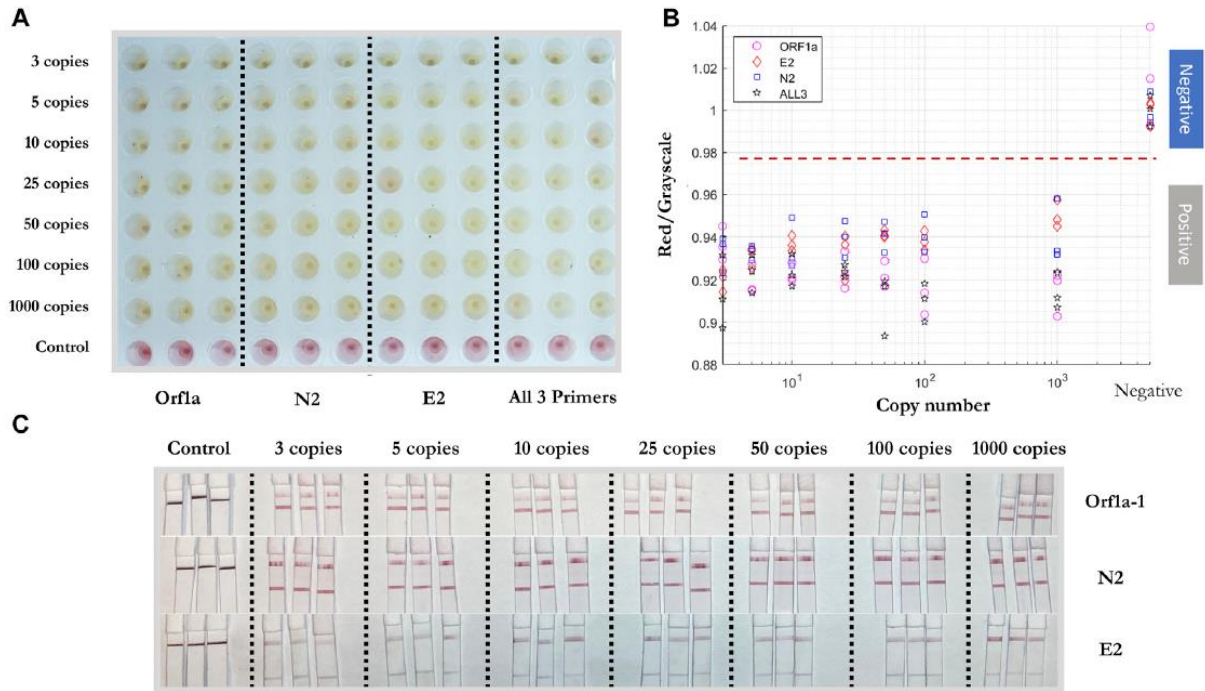 A
3 copies
5 copies
10 copies
25 copies
50 copies
100 copies
1000 copies
Control
Orf1a N2 E2 All 3 Primers
B
1.04
1.02
1
0.98
0.96
0.94
0.92
0.9
0.88
Red/Grayscale
ORF1a
E2
N2
ALL3
10¹ 10² 10³ Negative
Copy number
Negative
Positive
C
Control 3 copies 5 copies 10 copies 25 copies 50 copies 100 copies 1000 copies
Orf1a-1
N2
E2